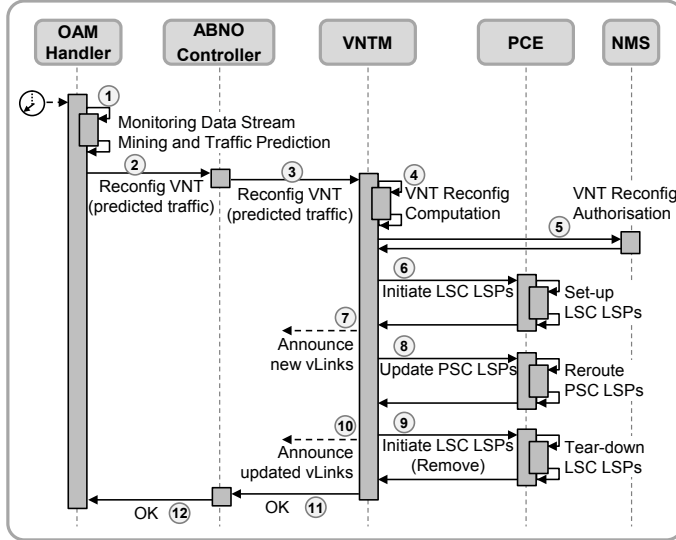 OAM
Handler
ABNO
Controller
VNTM
PCE
NMS
1
Monitoring Data Stream
Mining and Traffic Prediction
2
Reconfig VNT
(predicted traffic)
3
Reconfig VNT
(predicted traffic)
4
VNT Reconfig
Computation
VNT Reconfig
Authorisation
5
6
Initiate LSC LSPs
Set-up
LSC LSPs
7
Announce
new vLinks
8
Update PSC LSPs
Reroute
PSC LSPs
9
Initiate LSC LSPs
(Remove)
Tear-down
LSC LSPs
10
Announce
updated vLinks
OK 11
OK 12